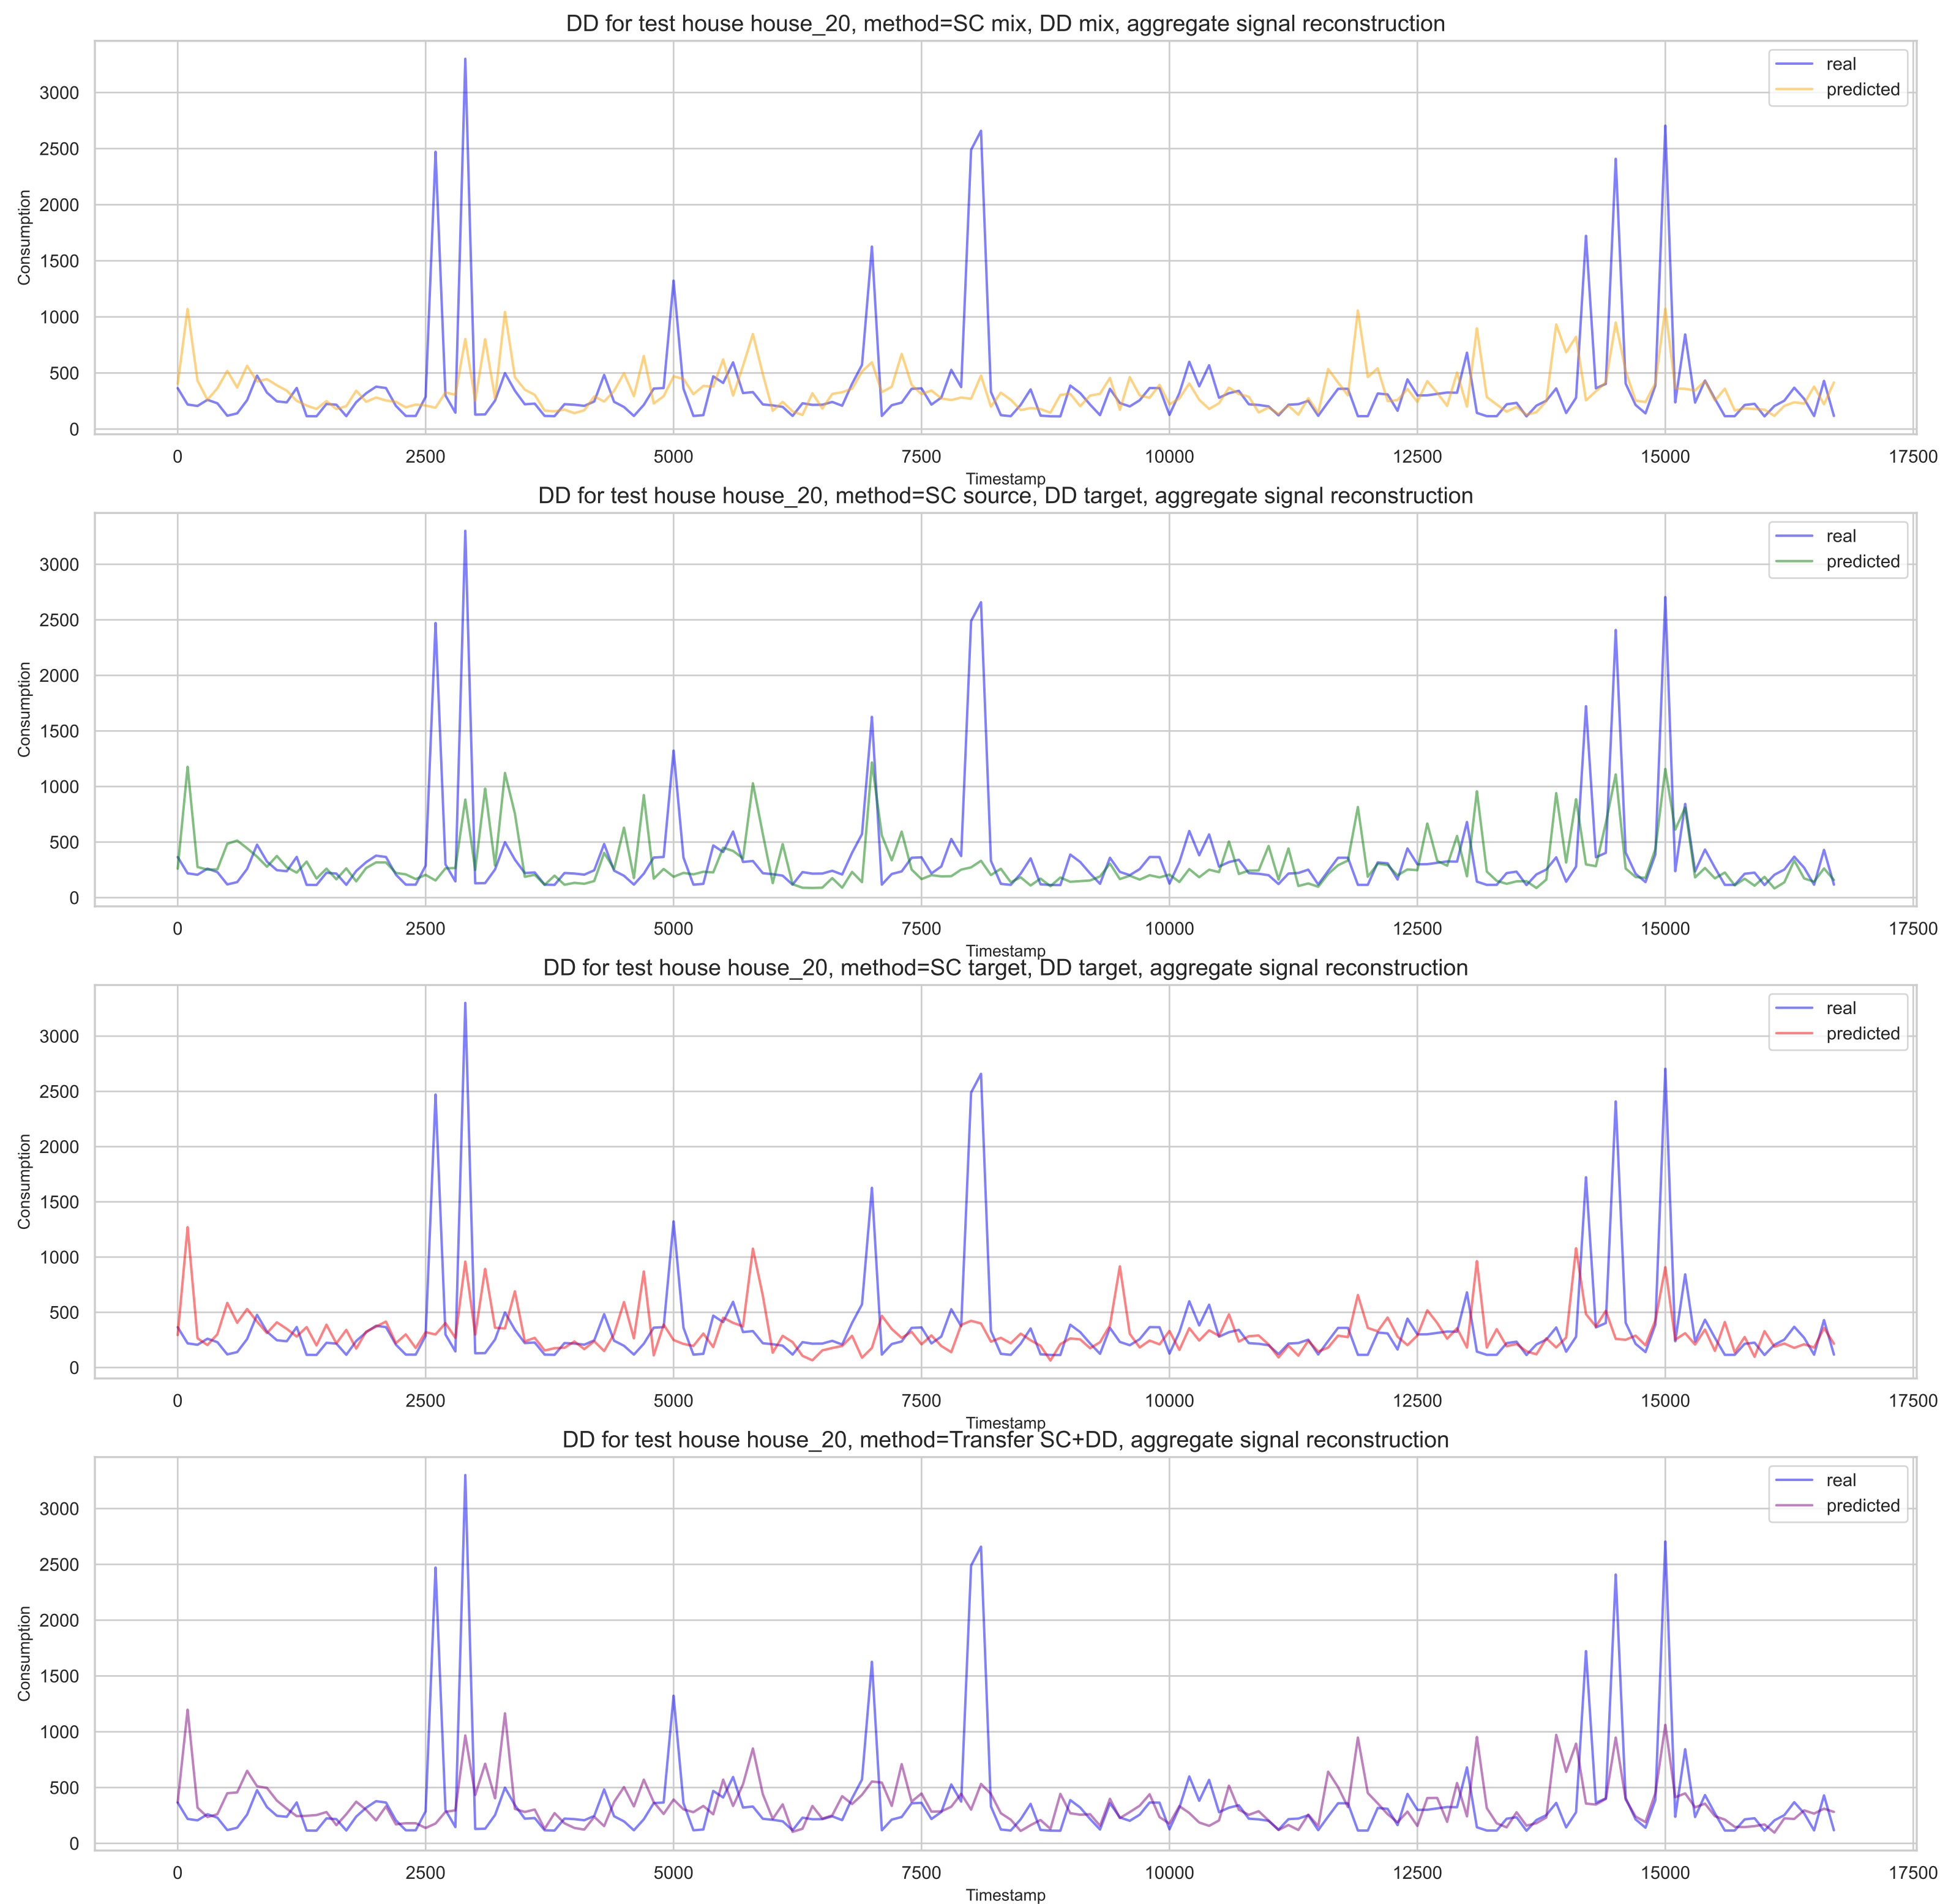 DD for test house house_20, method=SC mix, DD mix, aggregate signal reconstruction
real
predicted
Consumption
3000
2500
2000
1500
1000
500
0
0 2500 5000 7500 10000 12500 15000 17500
Timestamp
DD for test house house_20, method=SC source, DD target, aggregate signal reconstruction
real
predicted
Consumption
3000
2500
2000
1500
1000
500
0
0 2500 5000 7500 10000 12500 15000 17500
Timestamp
DD for test house house_20, method=SC target, DD target, aggregate signal reconstruction
real
predicted
Consumption
3000
2500
2000
1500
1000
500
0
0 2500 5000 7500 10000 12500 15000 17500
Timestamp
DD for test house house_20, method=Transfer SC+DD, aggregate signal reconstruction
real
predicted
Consumption
3000
2500
2000
1500
1000
500
0
0 2500 5000 7500 10000 12500 15000 17500
Timestamp